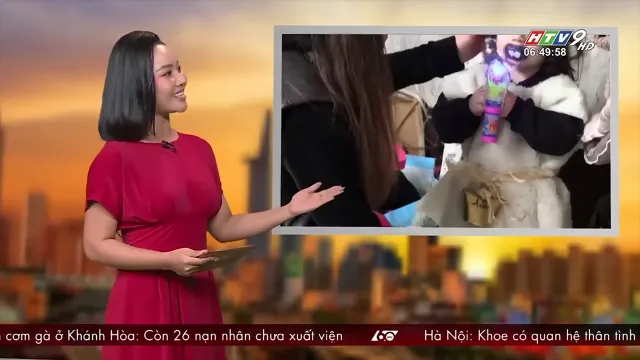 HTV9 HD
06:49:58
cơm gà ở Khánh Hòa: Còn 26 nạn nhân chưa xuất viện
60 Hà Nội: Khoe có quan hệ thân tình